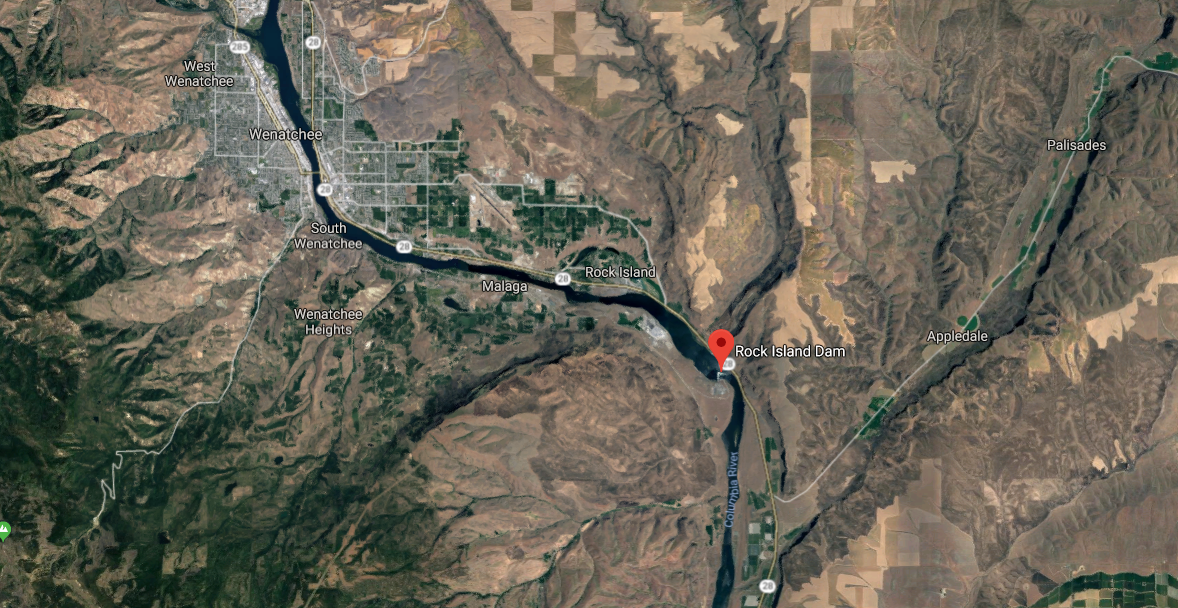 285
28
West
Wenatchee
Wenatchee
Palisades
28
South
Wenatchee
28
Rock Island
28
Malaga
Wenatchee
Heights
Appledale
Rock Island Dam
Columbia River
28